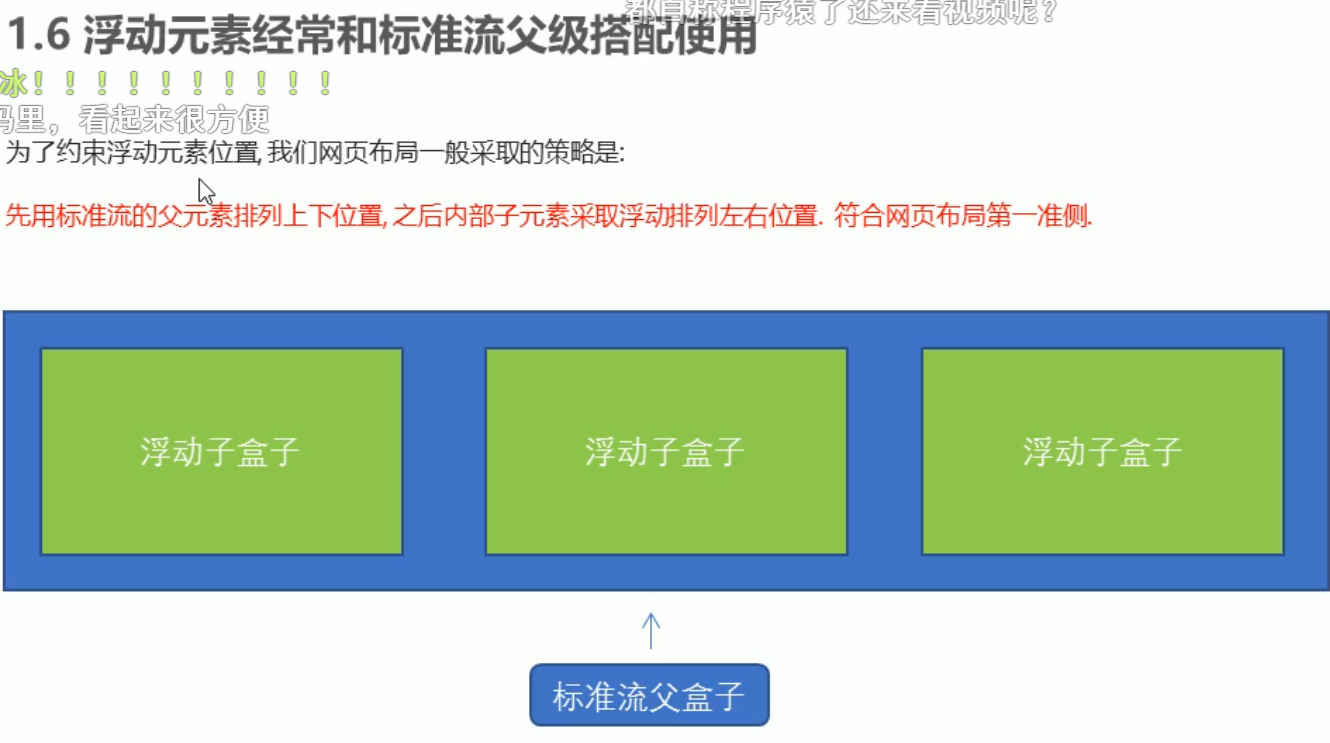 都自称程序猿了还来看视频呢？
1.6 浮动元素经常和标准流父级搭配使用
冰！！！！！！！！！！
码里，看起来很方便
为了约束浮动元素位置, 我们网页布局一般采取的策略是:
先用标准流的父元素排列上下位置, 之后内部子元素采取浮动排列左右位置. 符合网页布局第一准侧.
浮动子盒子
浮动子盒子
浮动子盒子
标准流父盒子